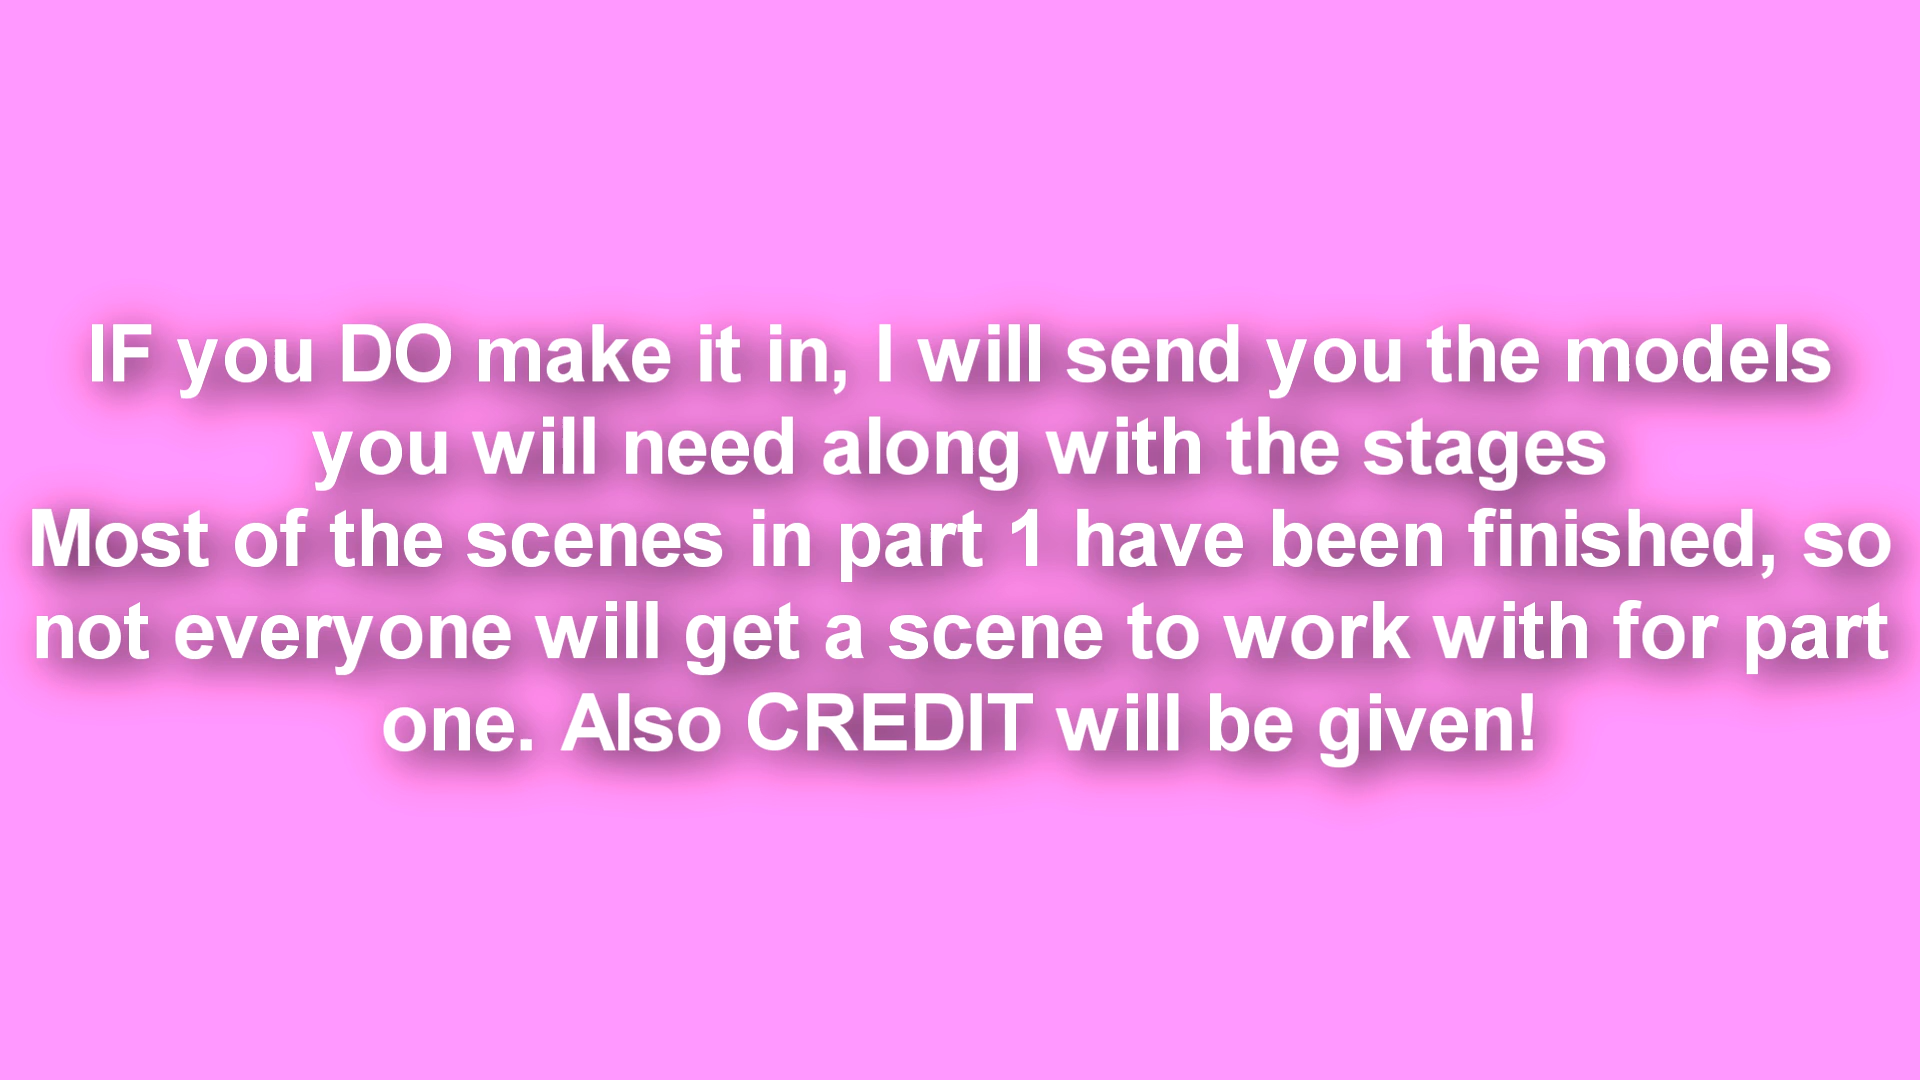 IF you DO make it in, I will send you the models
you will need along with the stages
Most of the scenes in part 1 have been finished, so
not everyone will get a scene to work with for part
one. Also CREDIT will be given!